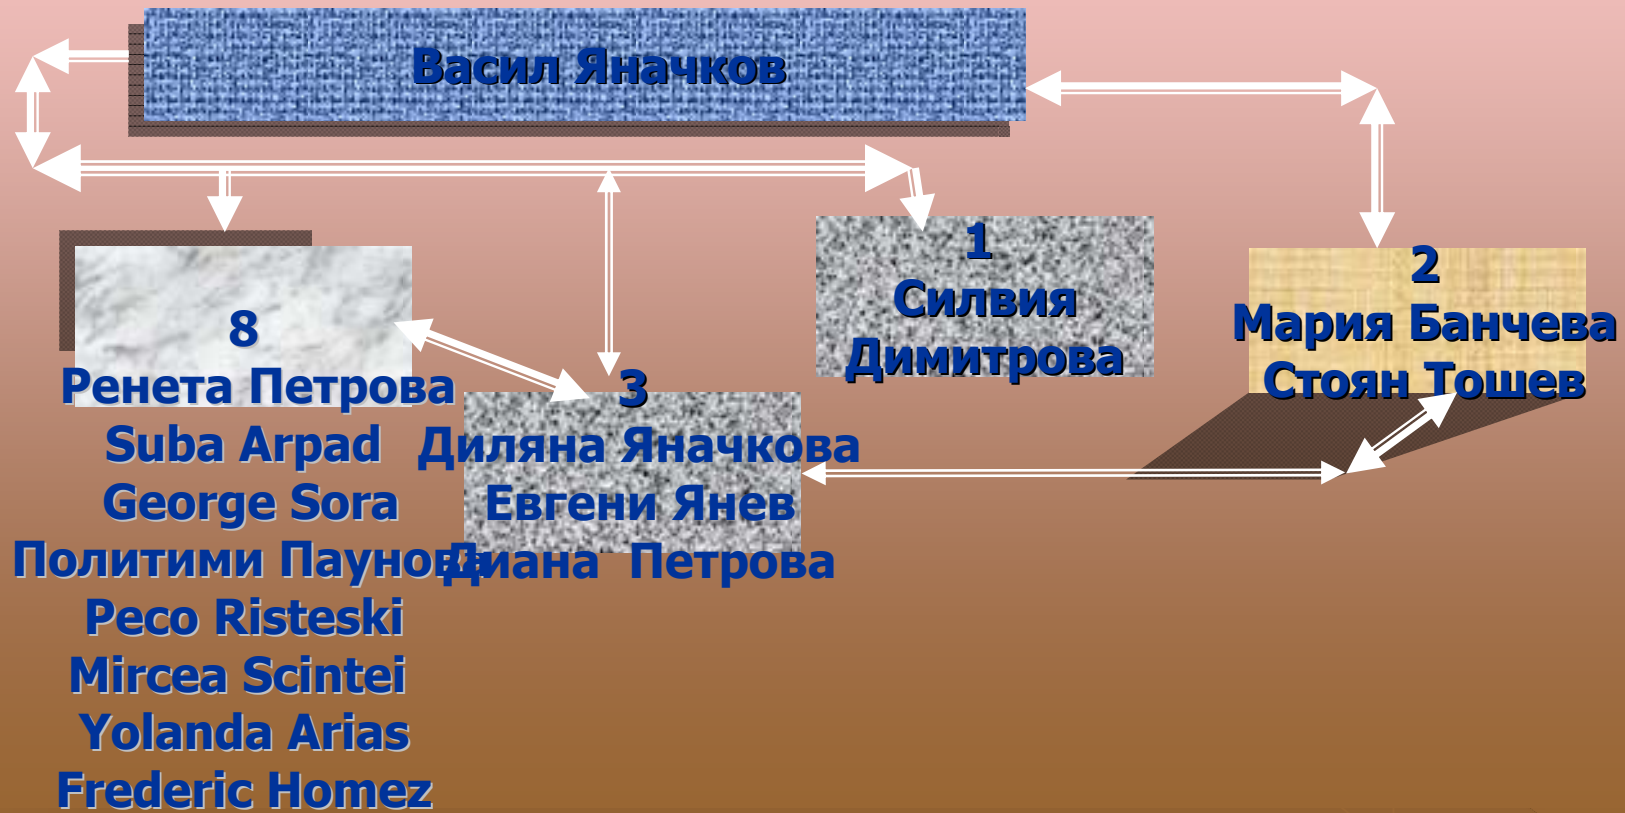 Васил Яначков
1
Силвия
Димитрова
2
Мария Банчева
Стоян Тошев
8
Ренета Петрова
Suba Arpad
George Sora
Политими Паунова
Peco Risteski
Mircea Scintei
Yolanda Arias
Frederic Homez
3
Диляна Яначкова
Евгени Янев
Диана Петрова